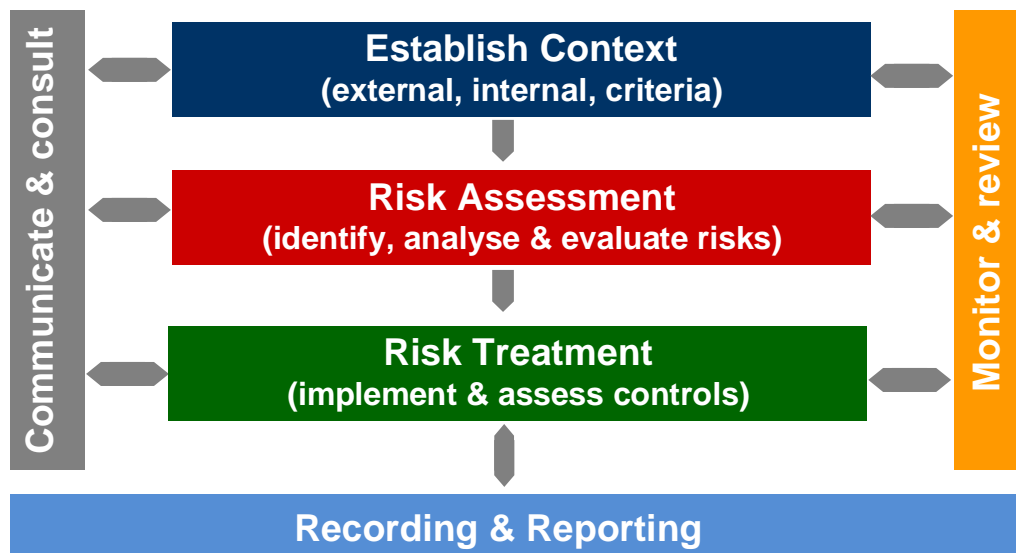 Communicate & consult
Establish Context
(external, internal, criteria)
Risk Assessment
(identify, analyse & evaluate risks)
Risk Treatment
(implement & assess controls)
Monitor & review
Recording & Reporting